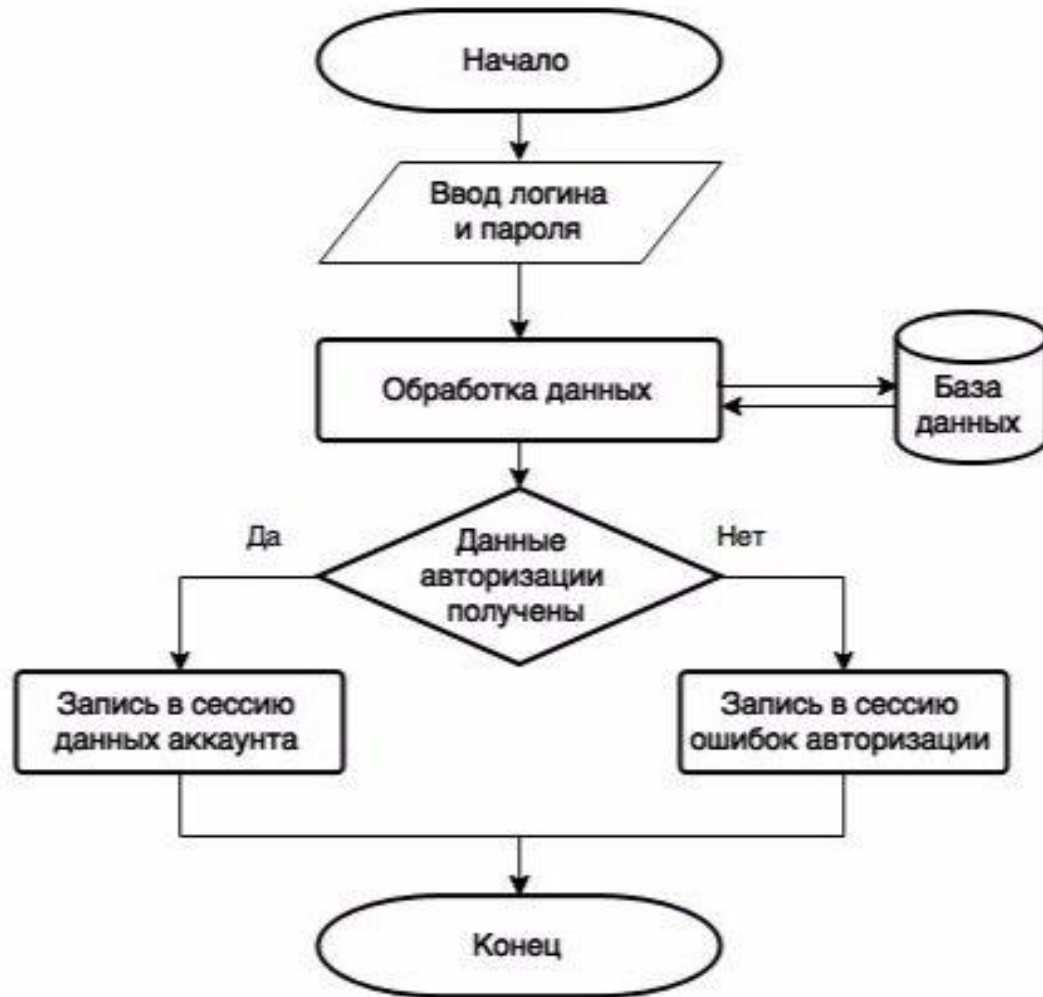 Начало
Ввод логина
и пароля
Обработка данных
База
данных
Да
Данные
авторизации
получены
Нет
Запись в сессию
данных аккаунта
Запись в сессию
ошибок авторизации
Конец